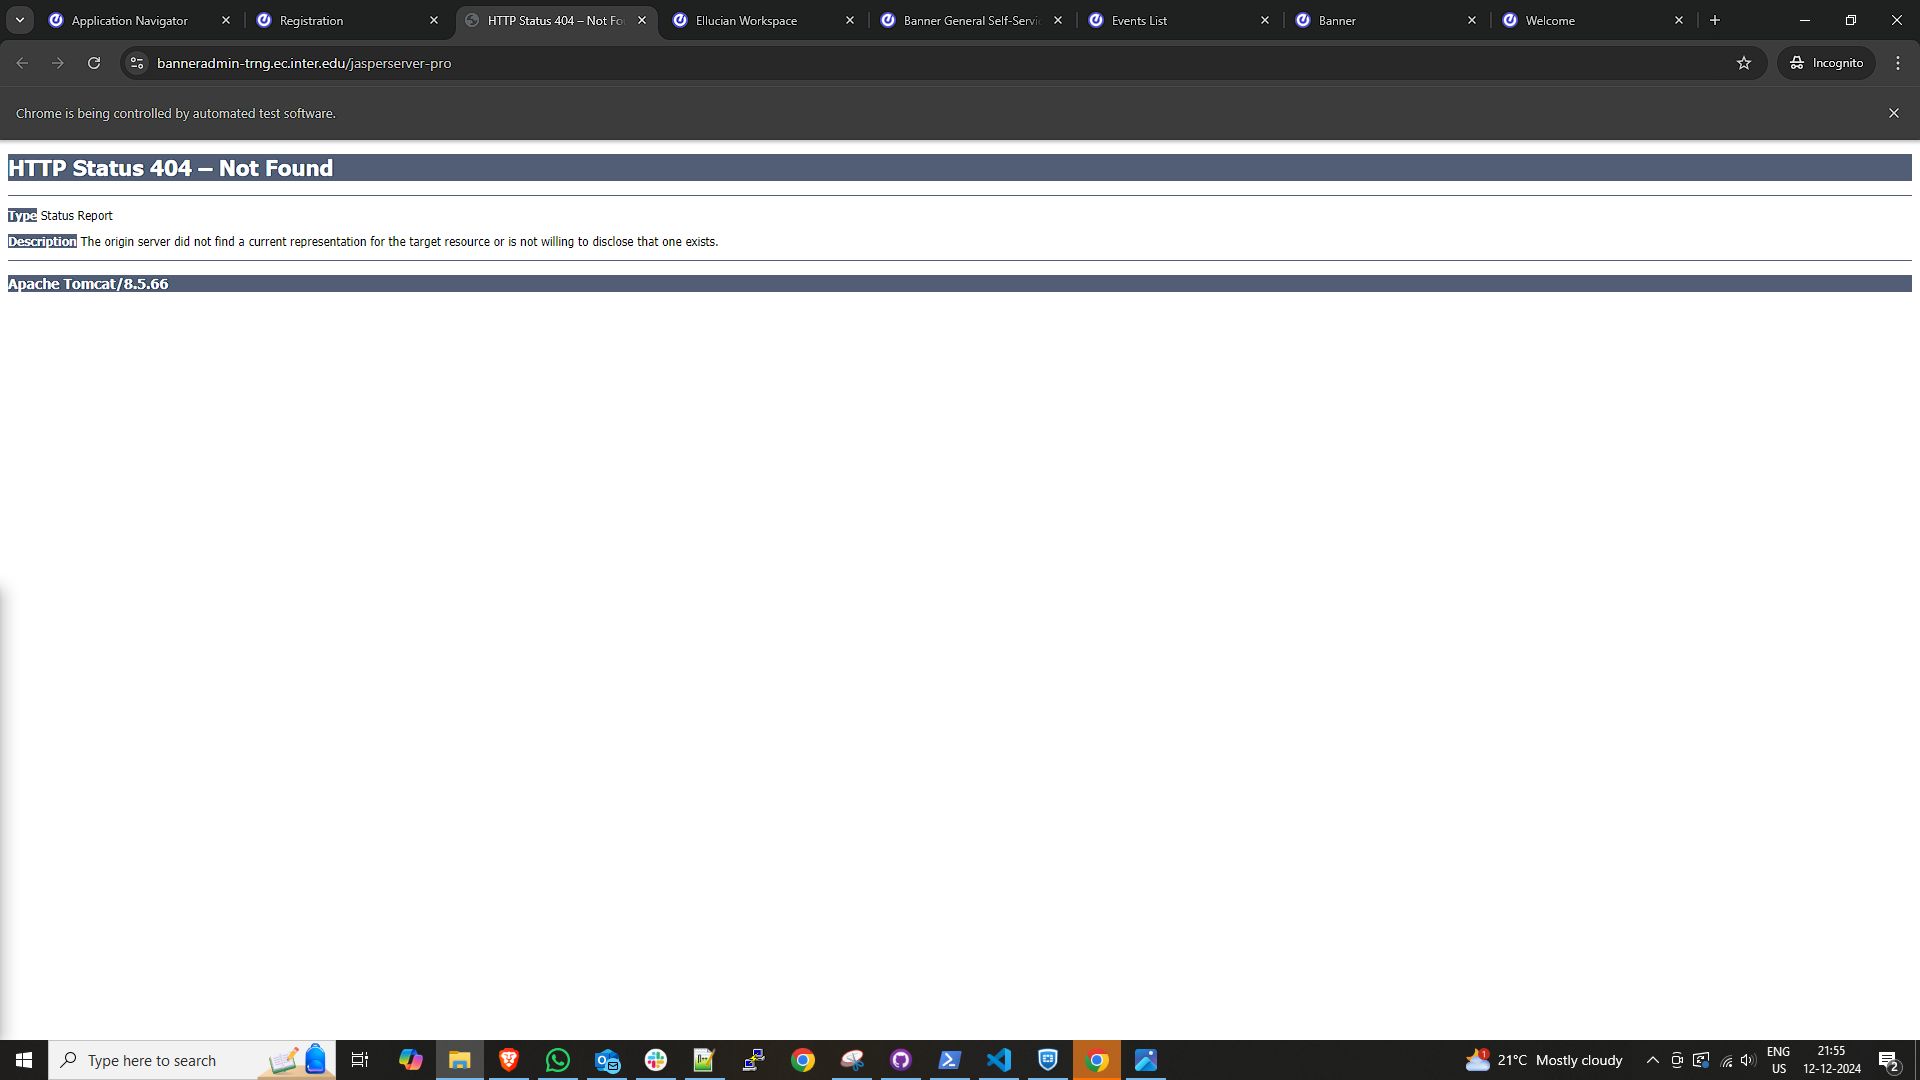 Application Navigator
Registration
HTTP Status 404 – Not Fo
Ellucian Workspace
Banner General Self-Servic
Events List
Banner
Welcome
banneradmin-trng.ec.inter.edu/jasperserver-pro
Incognito
Chrome is being controlled by automated test software.
HTTP Status 404 – Not Found
Type Status Report
Description The origin server did not find a current representation for the target resource or is not willing to disclose that one exists.
Apache Tomcat/8.5.66
Type here to search
1
21°C Mostly cloudy
ENG
US
21:55
12-12-2024
2